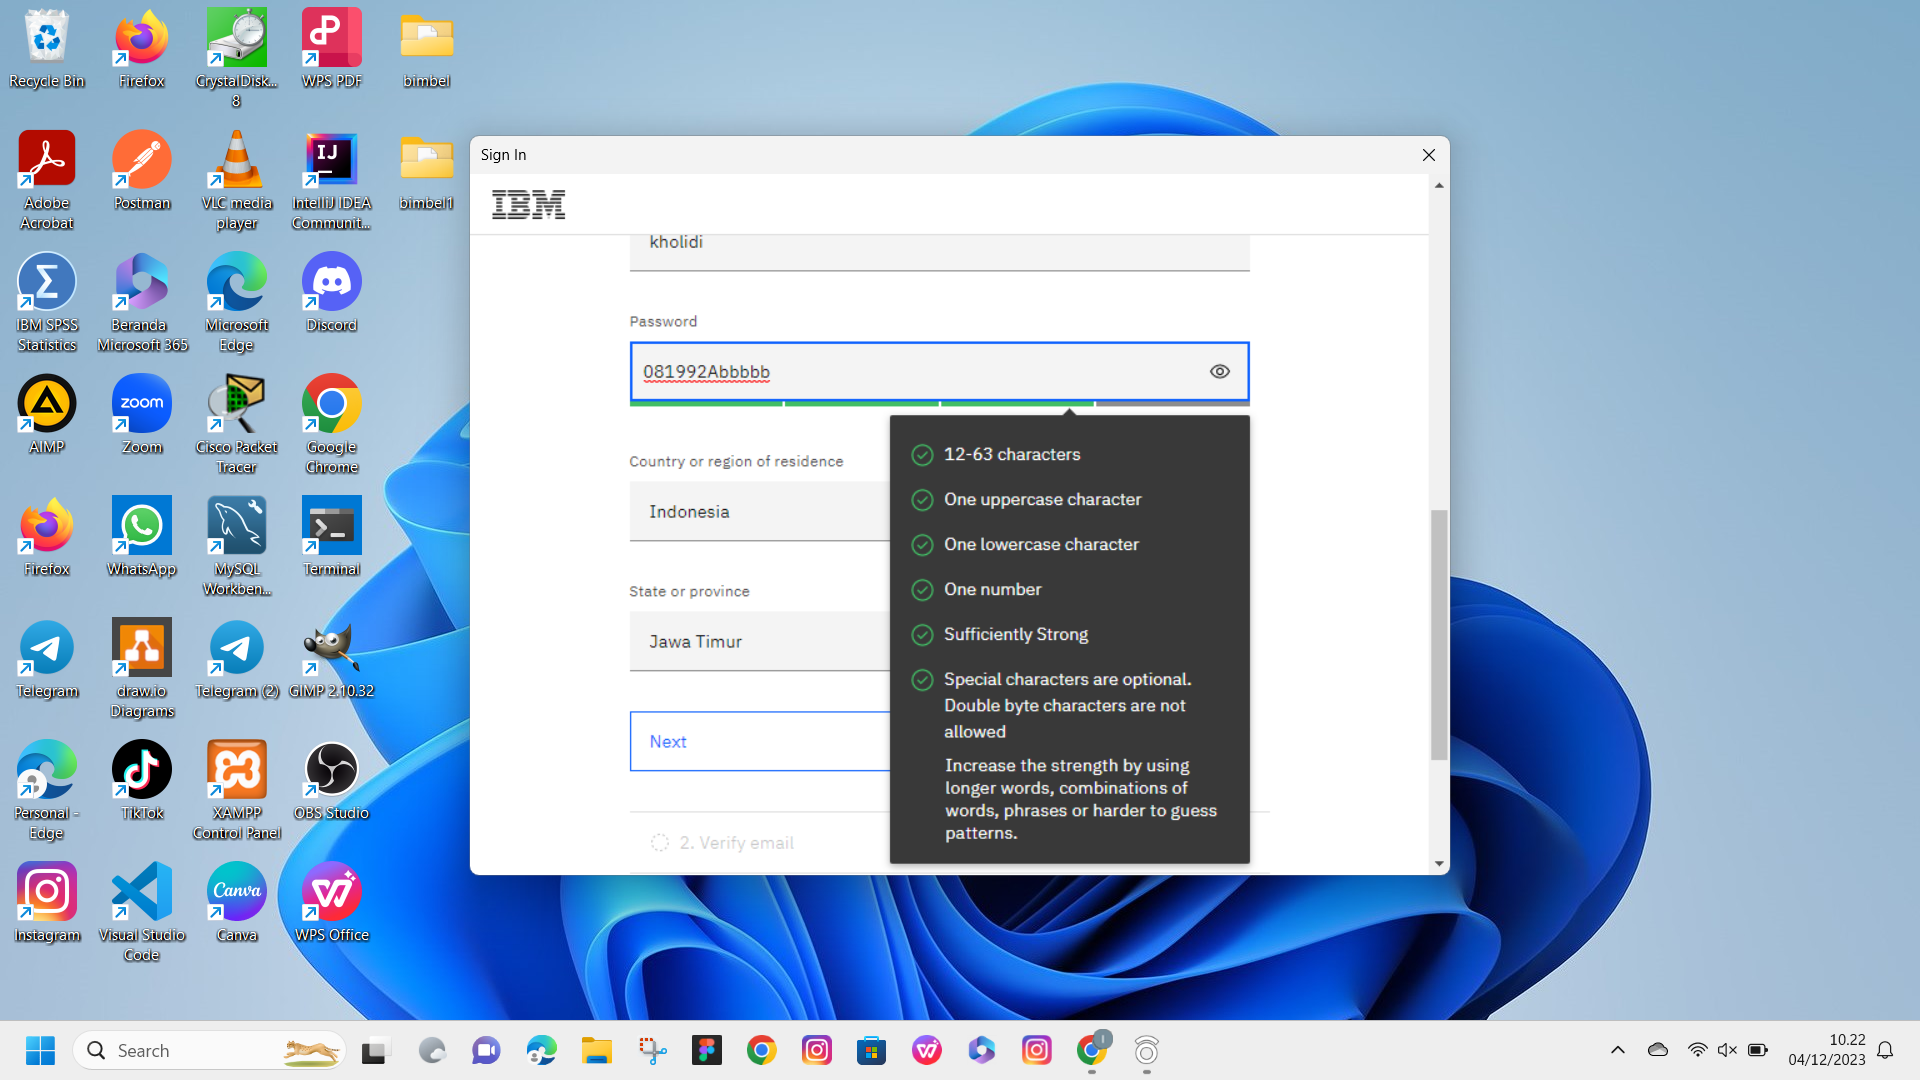 Recycle Bin
Firefox
CrystalDisk...
8
WPS PDF
bimbel
Adobe
Acrobat
Postman
VLC media
player
IntelliJ IDEA
Communit...
bimbel1
IBM SPSS
Statistics
Beranda
Microsoft 365
Microsoft
Edge
Discord
AIMP
zoom
Zoom
Cisco Packet
Tracer
Google
Chrome
Firefox
WhatsApp
MySQL
Workben...
Terminal
Telegram
draw.io
Diagrams
Telegram (2)
GIMP 2.10.32
Personal -
Edge
TikTok
XAMPP
Control Panel
OBS Studio
Instagram
Visual Studio
Code
Canva
Canva
WPS Office
Sign In
IBM
kholidi
Password
081992Abbbbb
Country or region of residence
Indonesia
State or province
Jawa Timur
Next
2. Verify email
12-63 characters
One uppercase character
One lowercase character
One number
Sufficiently Strong
Special characters are optional.
Double byte characters are not
allowed
Increase the strength by using
longer words, combinations of
words, phrases or harder to guess
patterns.
Search
10.22
04/12/2023